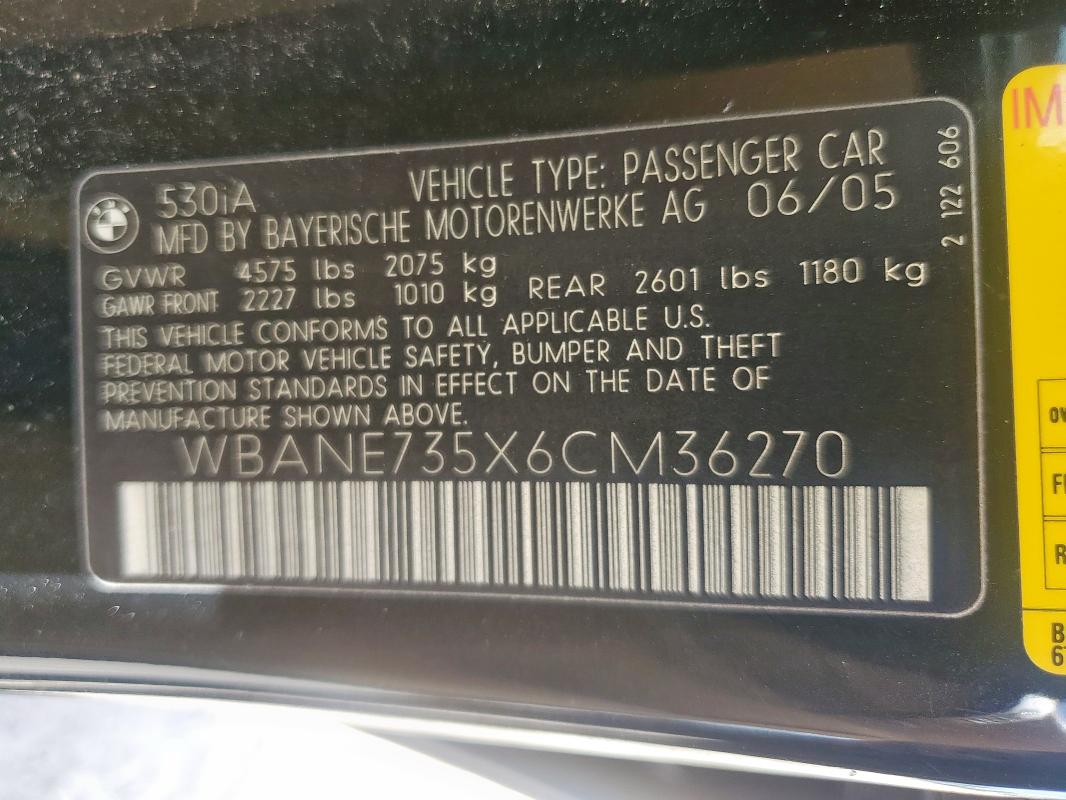 530iA VEHICLE TYPE: PASSENGER CAR
MFD BY BAYERISCHE MOTORENWERKE AG 06/05
GVWR 4575 lbs 2075 kg
GAWR FRONT 2227 lbs 1010 kg REAR 2601 lbs 1180 kg
THIS VEHICLE CONFORMS TO ALL APPLICABLE U.S.
FEDERAL MOTOR VEHICLE SAFETY, BUMPER AND THEFT
PREVENTION STANDARDS IN EFFECT ON THE DATE OF
MANUFACTURE SHOWN ABOVE.
WBANE735X6CM36270
2 122 606